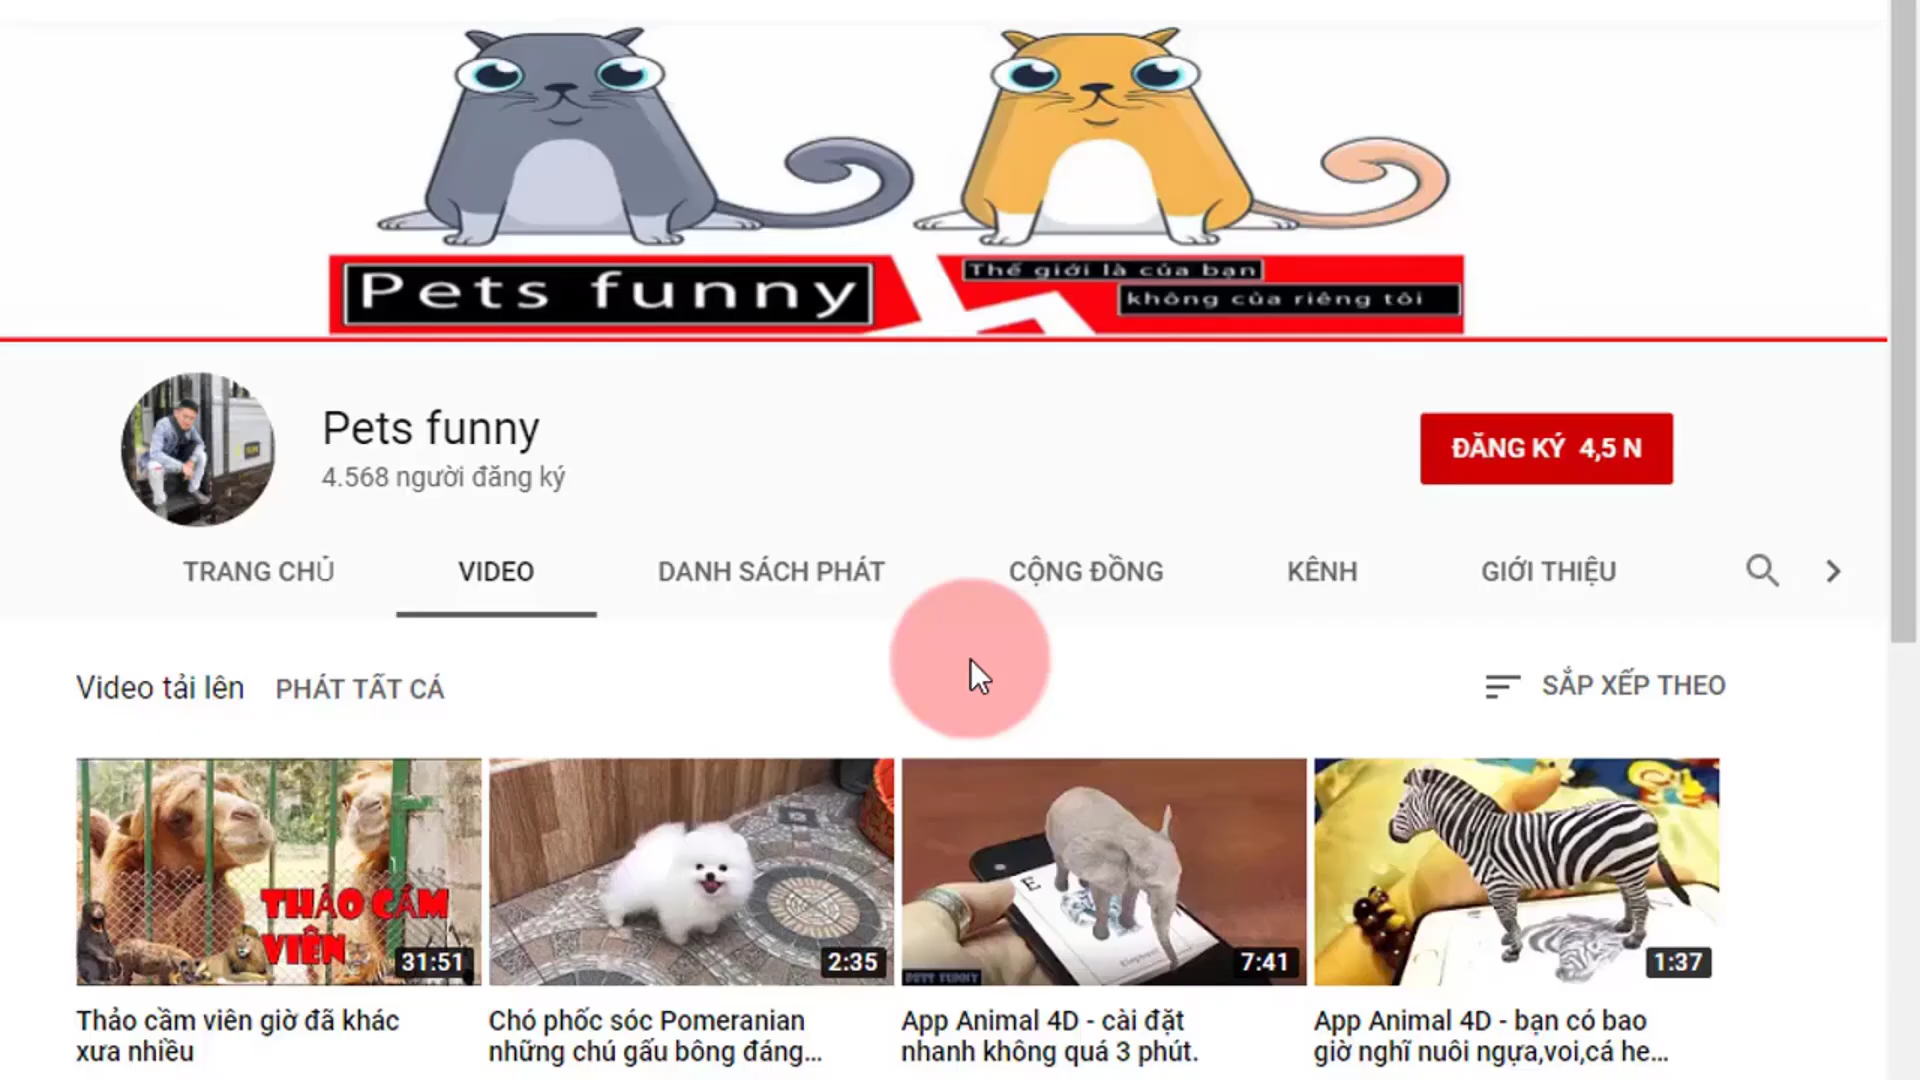 Pets funny
Thế giới là của bạn
không của riêng tôi
Pets funny
4.568 người đăng ký
ĐĂNG KÝ 4,5 N
TRANG CHỦ
VIDEO
DANH SÁCH PHÁT
CỘNG ĐỒNG
KÊNH
GIỚI THIỆU
Video tải lên
PHÁT TẤT CẢ
SẮP XẾP THEO
THẢO CẦM
VIÊN
31:51
2:35
E
Elephant
PETS FUNNY
7:41
1:37
Thảo cầm viên giờ đã khác
xưa nhiều
Chó phốc sóc Pomeranian
những chú gấu bông đáng...
App Animal 4D - cài đặt
nhanh không quá 3 phút.
App Animal 4D - bạn có bao
giờ nghĩ nuôi ngựa,voi,cá he...